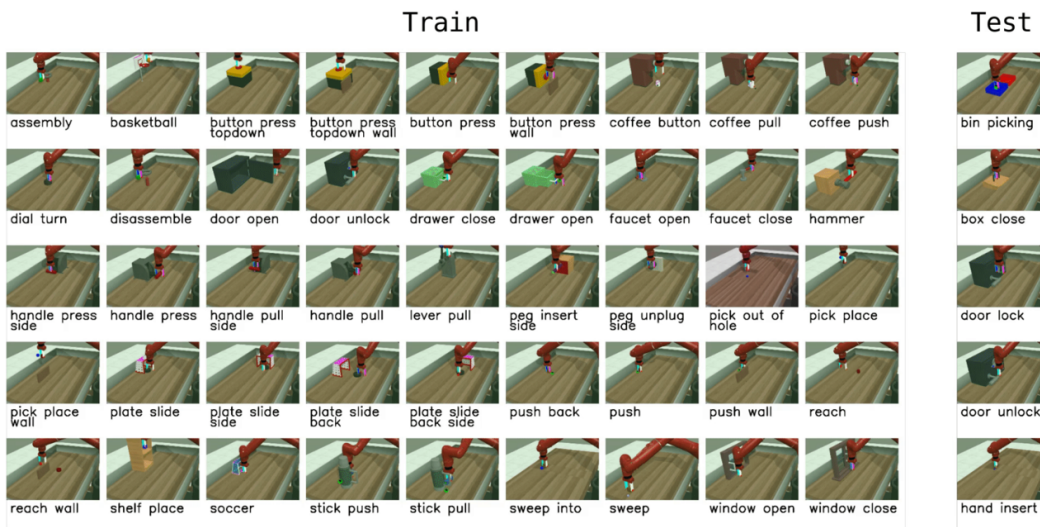 Train
Test
assembly
basketball
button press
topdown
button press
topdown wall
button press
button press
wall
coffee button
coffee pull
coffee push
bin picking
dial turn
disassemble
door open
door unlock
drawer close
drawer open
faucet open
faucet close
hammer
box close
handle press
side
handle press
handle pull
side
handle pull
lever pull
peg insert
side
peg unplug
side
pick out of
hole
pick place
door lock
pick place
wall
plate slide
plate slide
side
plate slide
back
plate slide
back side
push back
push
push wall
reach
door unlock
reach wall
shelf place
soccer
stick push
stick pull
sweep into
sweep
window open
window close
hand insert